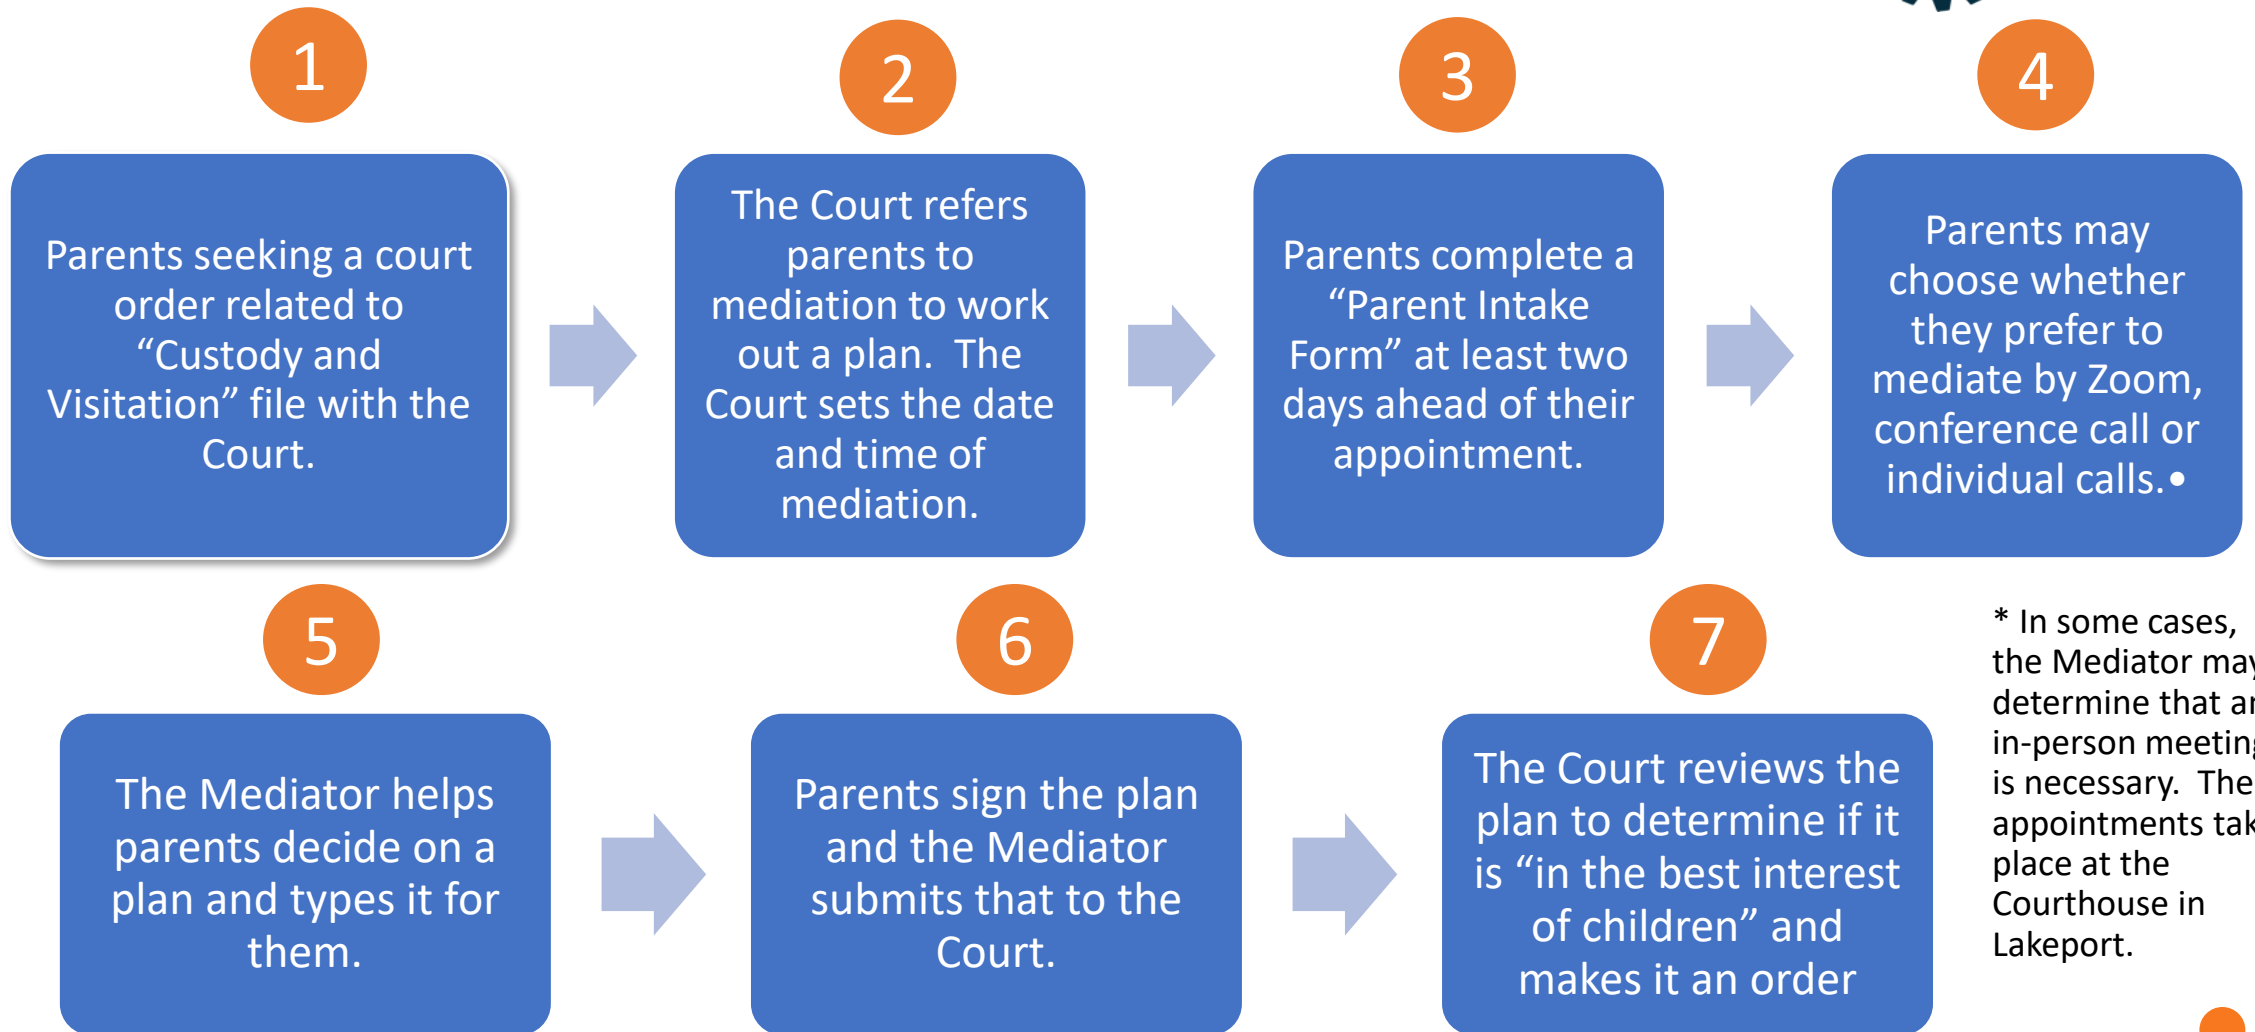 1
Parents seeking a court
order related to
“Custody and
Visitation” file with the
Court.
2
The Court refers
parents to
mediation to work
out a plan.  The
Court sets the date
and time of
mediation.
3
Parents complete a
“Parent Intake
Form” at least two
days ahead of their
appointment.
4
Parents may
choose whether
they prefer to
mediate by Zoom,
conference call or
individual calls.•
5
The Mediator helps
parents decide on a
plan and types it for
them.
6
Parents sign the plan
and the Mediator
submits that to the
Court.
7
The Court reviews the
plan to determine if it
is “in the best interest
of children” and
makes it an order
* In some cases,
the Mediator may
determine that
in-person meeting
is necessary.  The
appointments
place at the
Courthouse in
Lakeport.